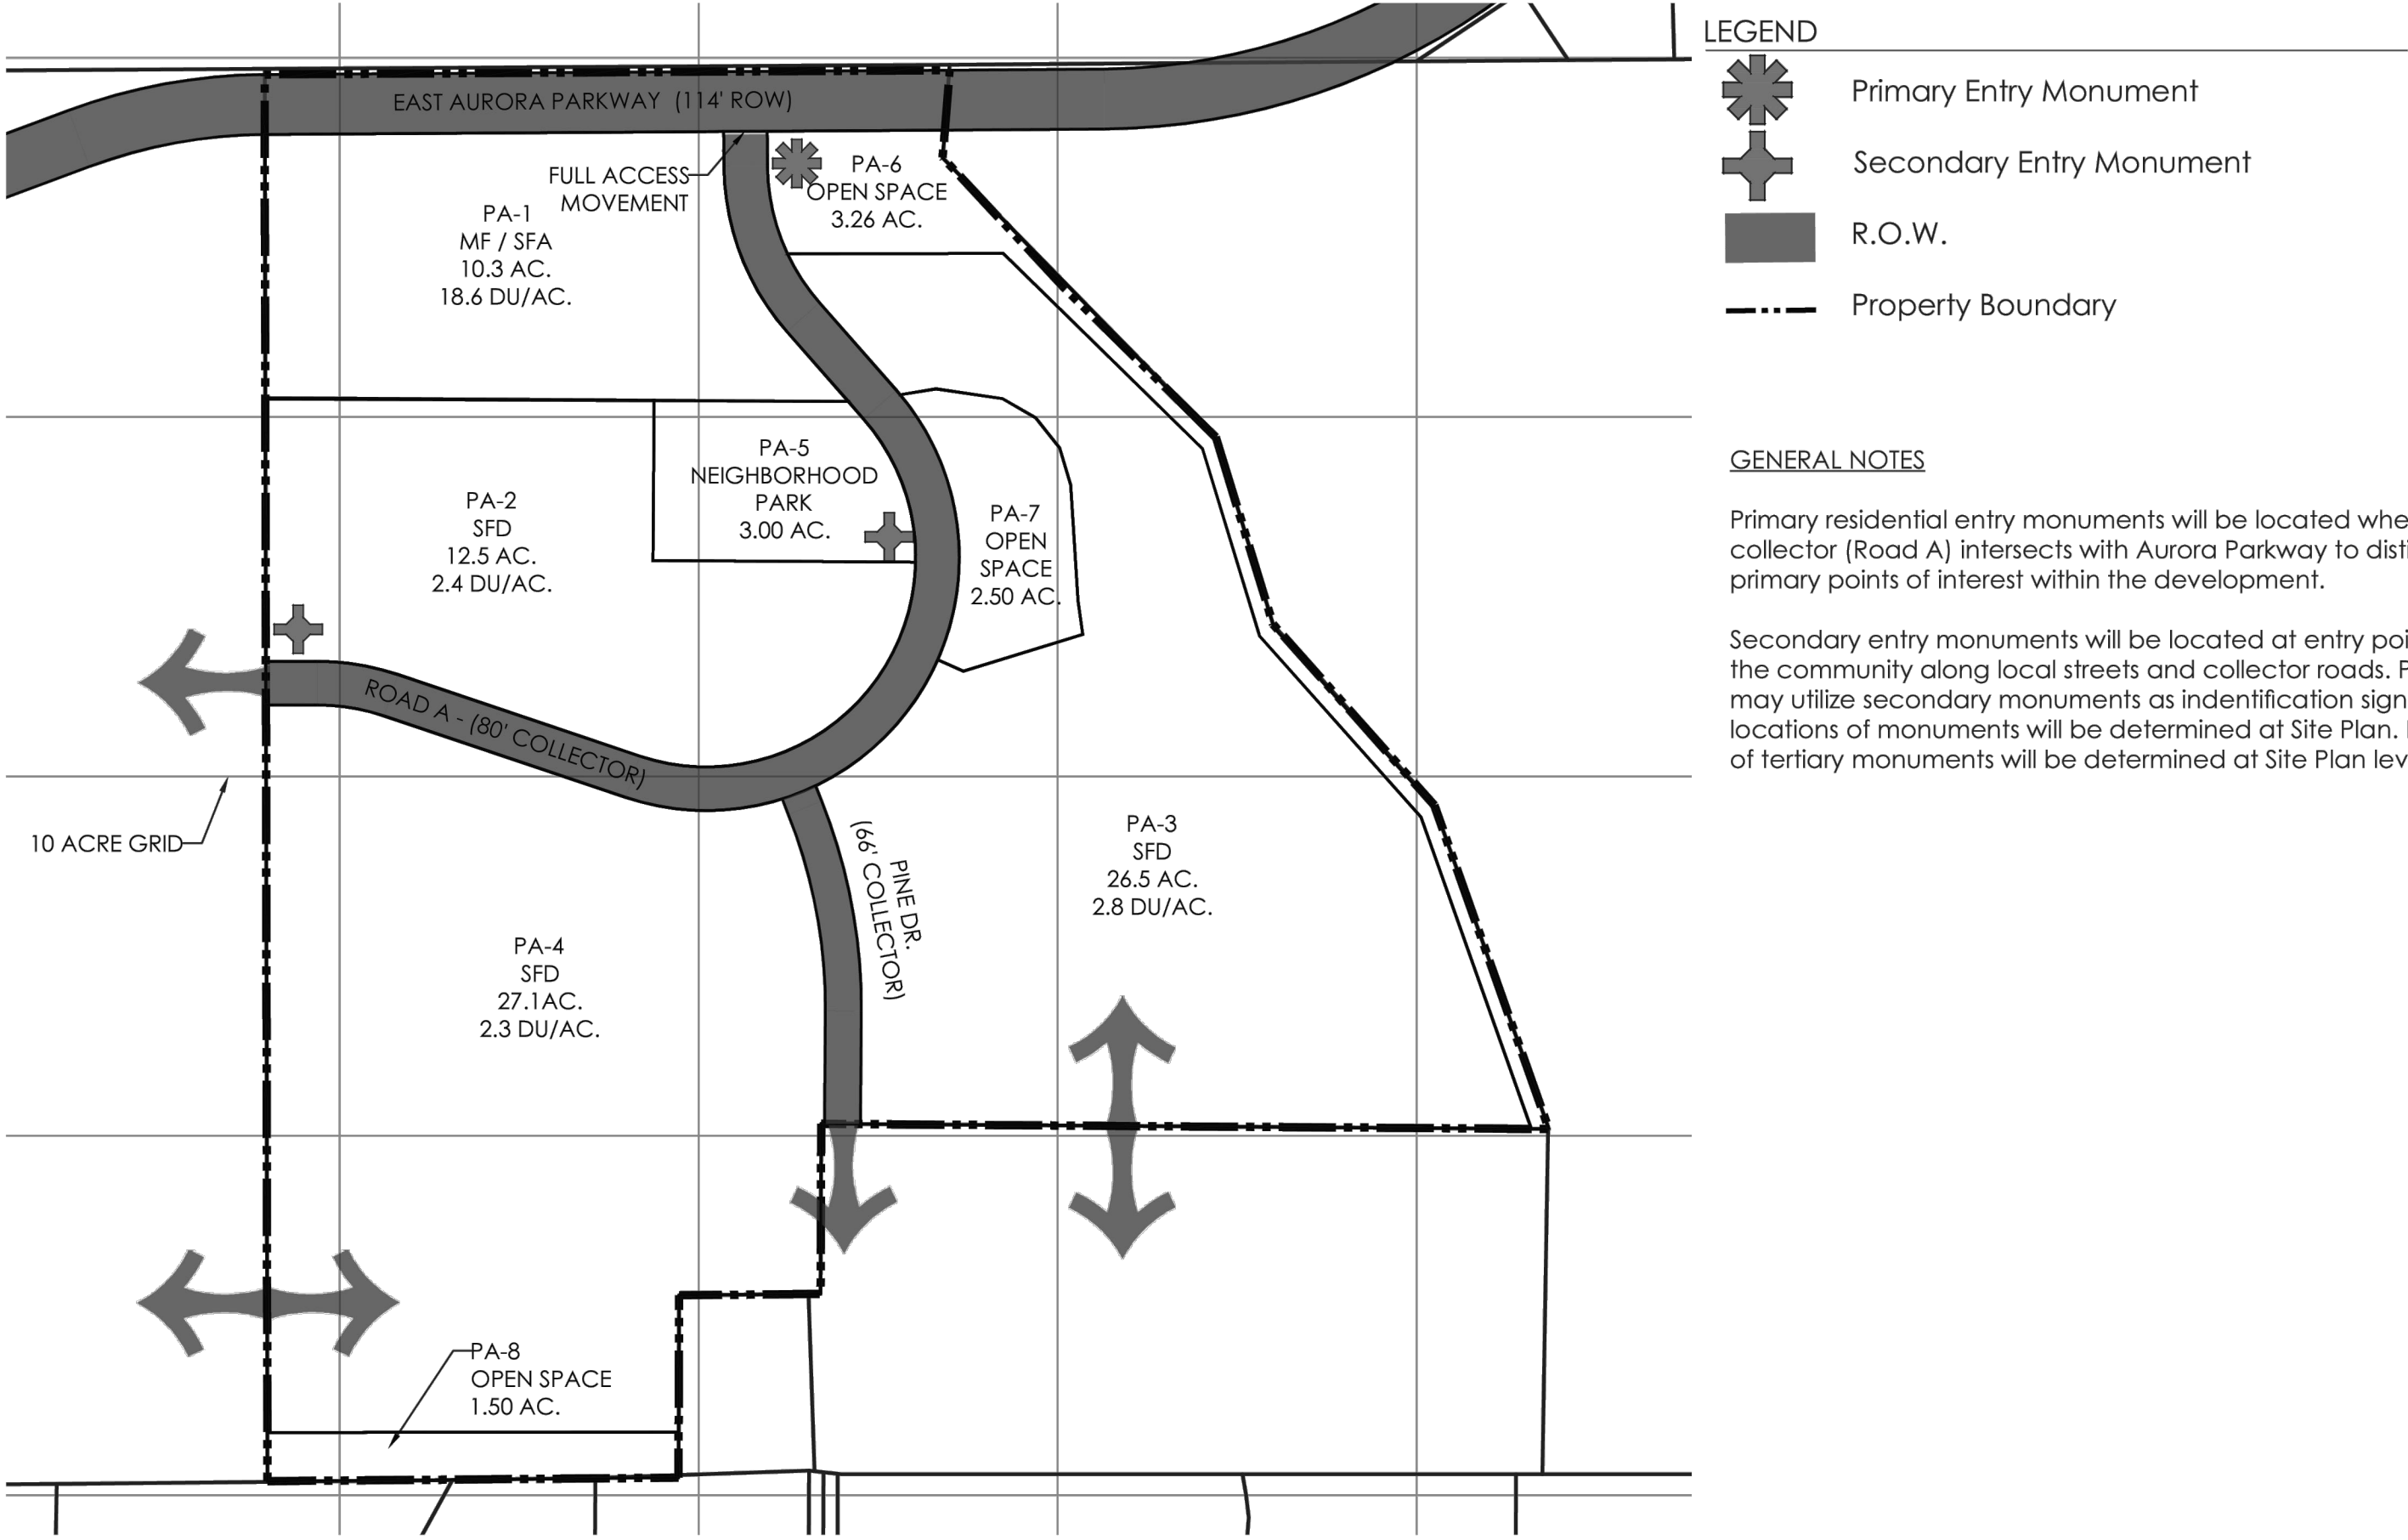 EAST AURORA PARKWAY (114' ROW)
FULL ACCESS
MOVEMENT
PA-6
OPEN SPACE
3.26 AC.
PA-1
MF / SFA
10.3 AC.
18.6 DU/AC.
PA-5
NEIGHBORHOOD
PARK
3.00 AC.
PA-2
SFD
12.5 AC.
2.4 DU/AC.
PA-7
OPEN
SPACE
2.50 AC.
ROAD A - (80' COLLECTOR)
10 ACRE GRID
PINE DR.
(66' COLLECTOR)
PA-3
SFD
26.5 AC.
2.8 DU/AC.
PA-4
SFD
27.1AC.
2.3 DU/AC.
PA-8
OPEN SPACE
1.50 AC.
LEGEND
Primary Entry Monument
Secondary Entry Monument
R.O.W.
Property Boundary
GENERAL NOTES
Primary residential entry monuments will be located
collector (Road A) intersects with Aurora Parkway to
primary points of interest within the development.
Secondary entry monuments will be located at entry
the community along local streets and collector roads.
may utilize secondary monuments as indentification
locations of monuments will be determined at Site Plan.
of tertiary monuments will be determined at Site Plan